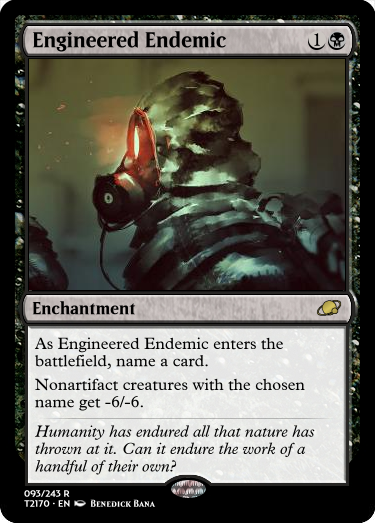 Engineered Endemic 1
Enchantment
As Engineered Endemic enters the
battlefield, name a card.
Nonartifact creatures with the chosen
name get -6/-6.
Humanity has endured all that nature has
thrown at it. Can it endure the work of a
handful of their own?
093/243 R
T2170 • EN BENEDICK BANA